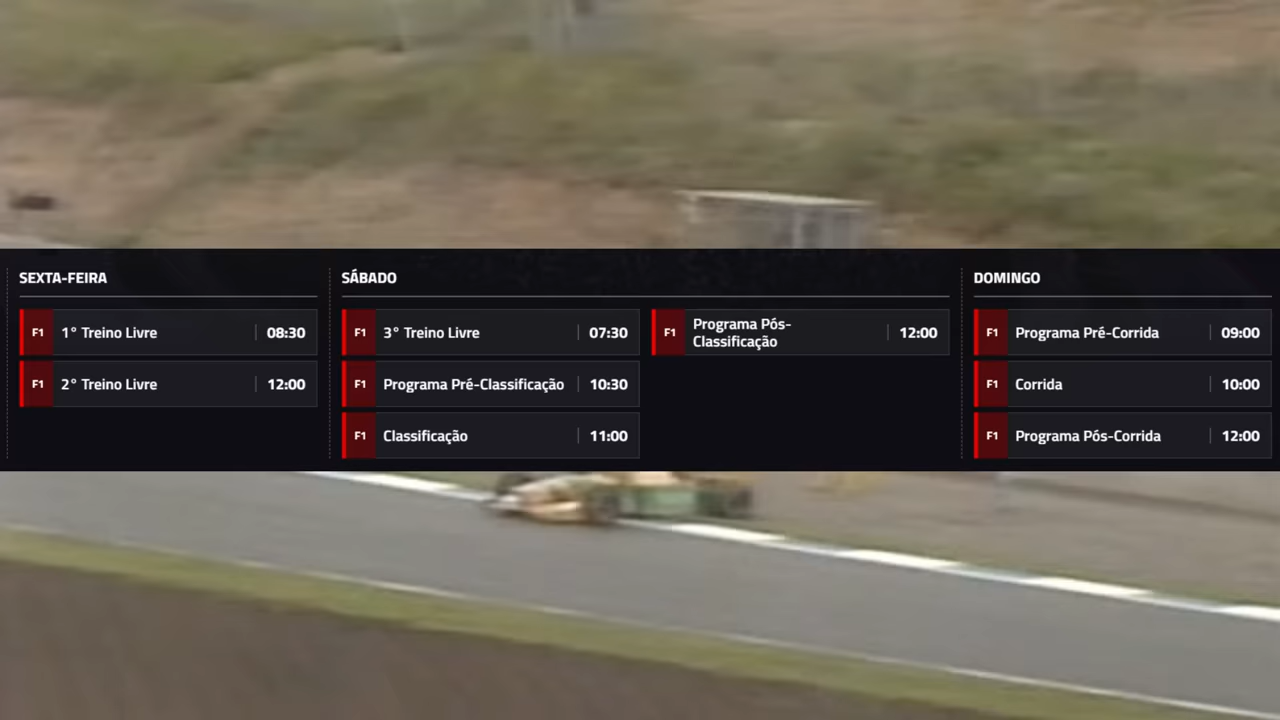 SEXTA-FEIRA
F1 1° Treino Livre 08:30
F1 2° Treino Livre 12:00
SÁBADO
F1 3° Treino Livre 07:30
F1 Programa Pré-Classificação 10:30
F1 Classificação 11:00
F1 Programa Pós-
Classificação 12:00
DOMINGO
F1 Programa Pré-Corrida 09:00
F1 Corrida 10:00
F1 Programa Pós-Corrida 12:00